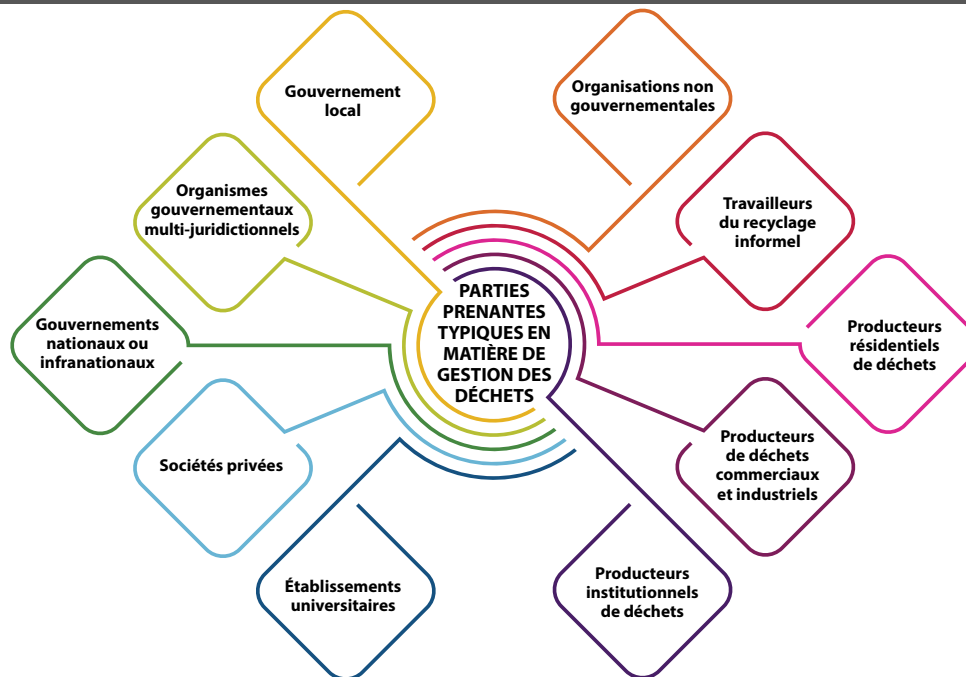 Gouvernement
local
Organisations non
gouvernementales
Organismes
gouvernementaux
multi-juridictionnels
Travailleurs
du recyclage
informel
Gouvernements
nationaux ou
infranationaux
PARTIES
PRENANTES
TYPIQUES EN
MATIÈRE DE
GESTION DES
DÉCHETS
Producteurs
résidentiels
de déchets
Sociétés privées
Producteurs
de déchets
commerciaux
et industriels
Établissements
universitaires
Producteurs
institutionnels
de déchets